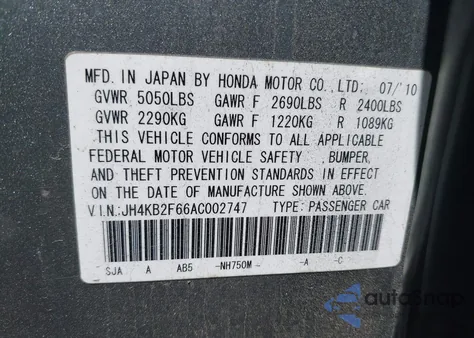 MFD. IN JAPAN BY HONDA MOTOR CO., LTD: 07/'10
GVWR 5050LBS GAWR F 2690LBS R 2400LBS
GVWR 2290KG GAWR F 1220KG R 1089KG
THIS VEHICLE CONFORMS TO ALL APPLICABLE
FEDERAL MOTOR VEHICLE SAFETY , BUMPER,
AND THEFT PREVENTION STANDARDS IN EFFECT
ON THE DATE OF MANUFACTURE SHOWN ABOVE.
V.I.N.:JH4KB2F66AC002747 TYPE: PASSENGER CAR
SJA A AB5 -NH750M - -A -C
autosnap